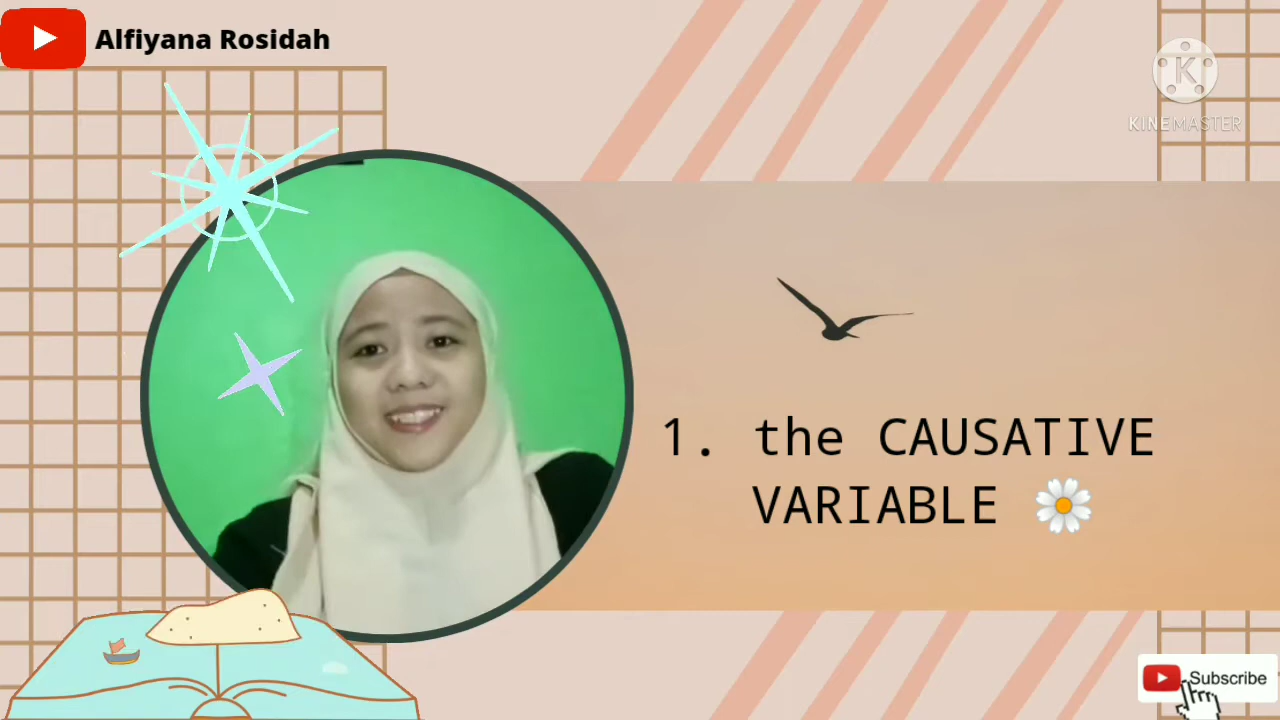 Alfiyana Rosidah
K
KINEMASTER
1. the CAUSATIVE
VARIABLE
Subscribe